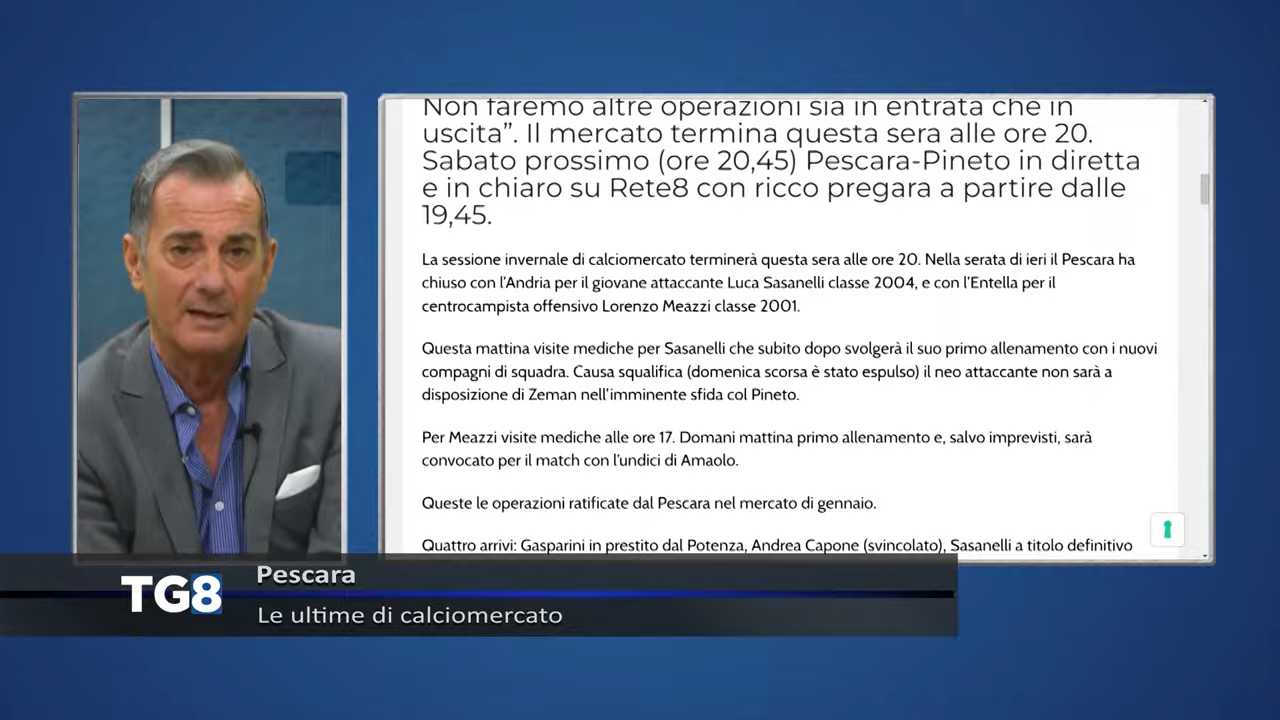 Non faremo altre operazioni sia in entrata che in
uscita”. Il mercato termina questa sera alle ore 20.
Sabato prossimo (ore 20,45) Pescara-Pineto in diretta
e in chiaro su Rete8 con ricco pregara a partire dalle
19,45.
La sessione invernale di calciomercato terminerà questa sera alle ore 20. Nella serata di ieri il Pescara ha
chiuso con l’Andria per il giovane attaccante Luca Sasanelli classe 2004, e con l’Entella per il
centrocampista offensivo Lorenzo Meazzi classe 2001.
Questa mattina visite mediche per Sasanelli che subito dopo svolgerà il suo primo allenamento con i nuovi
compagni di squadra. Causa squalifica (domenica scorsa è stato espulso) il neo attaccante non sarà a
disposizione di Zeman nell’imminente sfida col Pineto.
Per Meazzi visite mediche alle ore 17. Domani mattina primo allenamento e, salvo imprevisti, sarà
convocato per il match con l’undici di Amaolo.
Queste le operazioni ratificate dal Pescara nel mercato di gennaio.
Quattro arrivi: Gasparini in prestito dal Potenza, Andrea Capone (svincolato), Sasanelli a titolo definitivo
TG8
Pescara
Le ultime di calciomercato